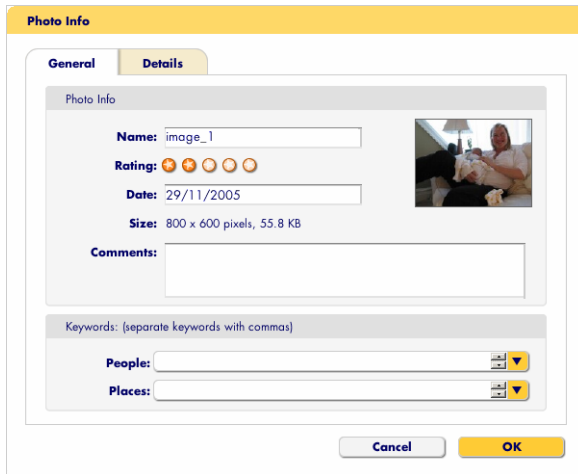 Photo Info
General Details
Photo Info
Name: image_1
Rating:
Date: 29/11/2005
Size: 800 x 600 pixels, 55.8 KB
Comments:
Keywords: (separate keywords with commas)
People:
Places:
Cancel OK